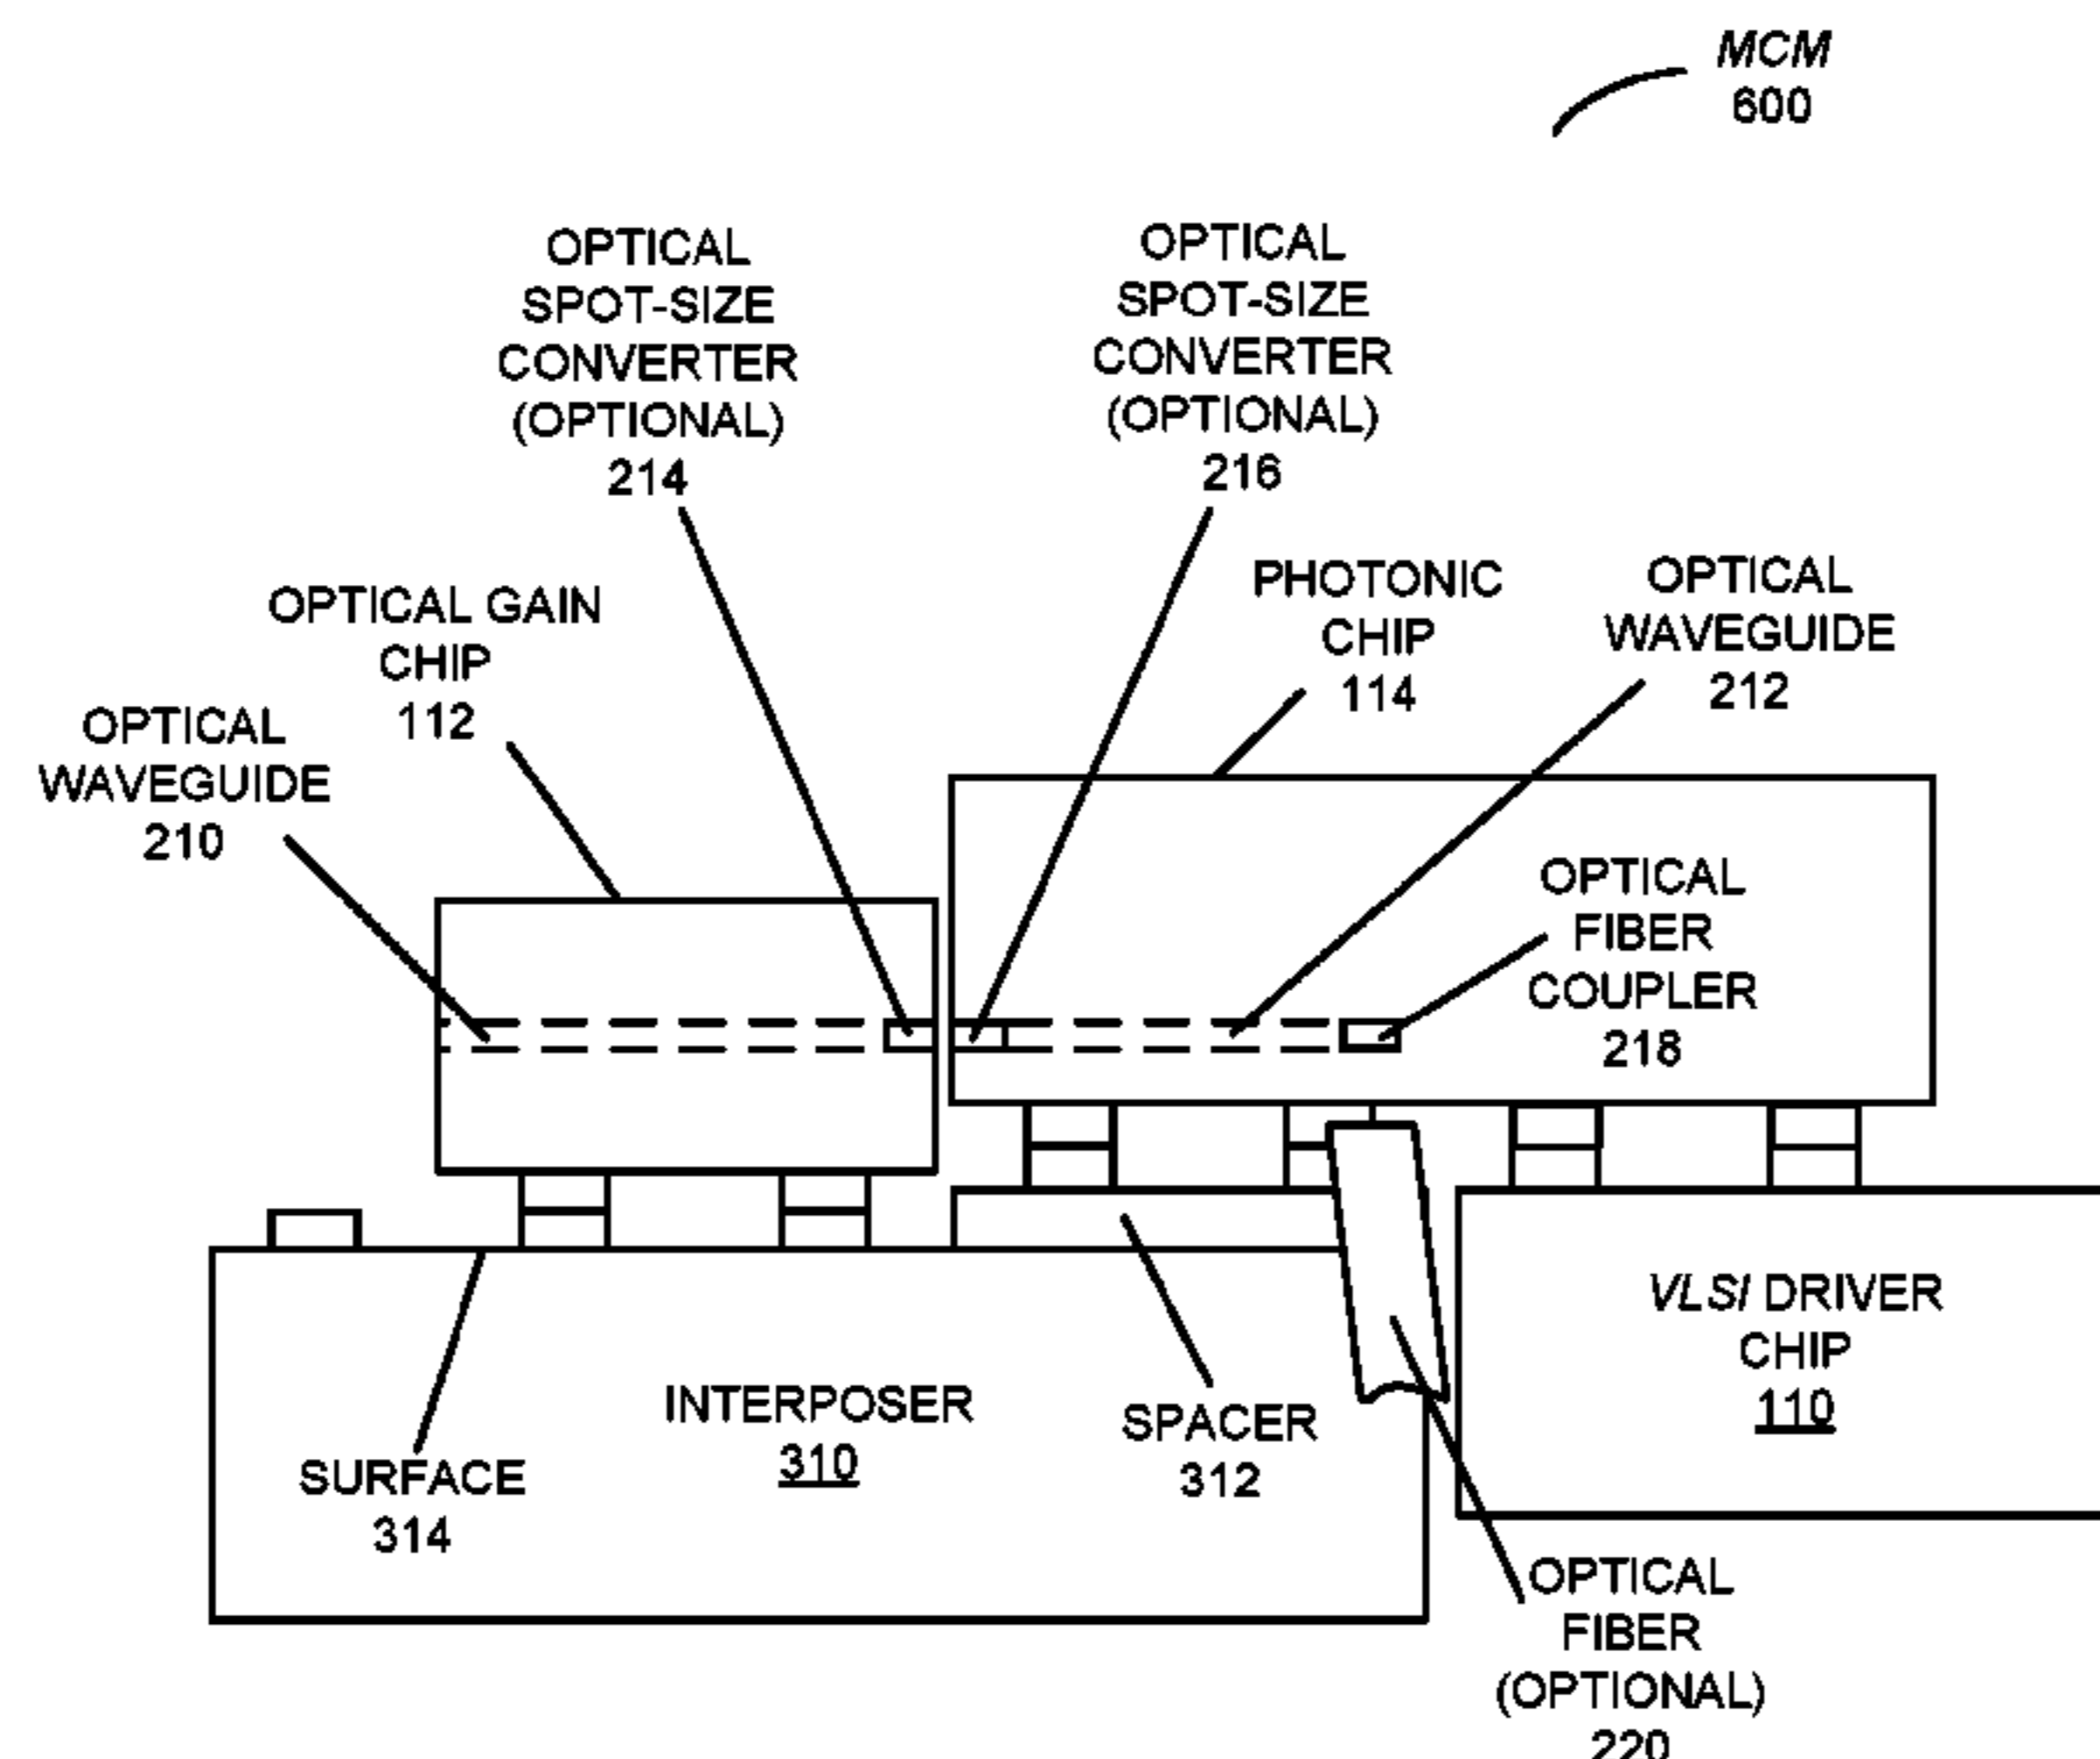 MCM
600
OPTICAL
SPOT-SIZE
CONVERTER
(OPTIONAL)
214
OPTICAL
SPOT-SIZE
CONVERTER
(OPTIONAL)
216
OPTICAL GAIN
CHIP
112
PHOTONIC
CHIP
114
OPTICAL
WAVEGUIDE
212
OPTICAL
WAVEGUIDE
210
OPTICAL
FIBER
COUPLER
218
VLSI DRIVER
CHIP
110
INTERPOSER
310
SPACER
312
SURFACE
314
OPTICAL
FIBER
(OPTIONAL)
220